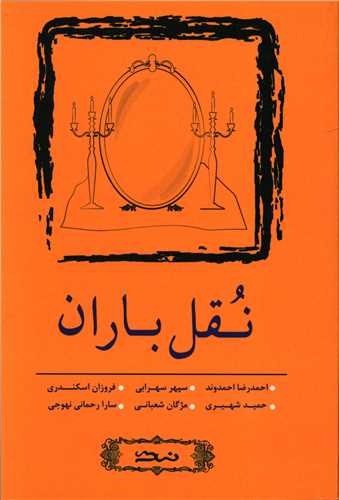 نُقل باران
احمدرضا احمدوند • سپهر سهرابی • فروزان اسکندری
حمید شهیری • مژگان شعبانی • سارا رحمانی نهوجی